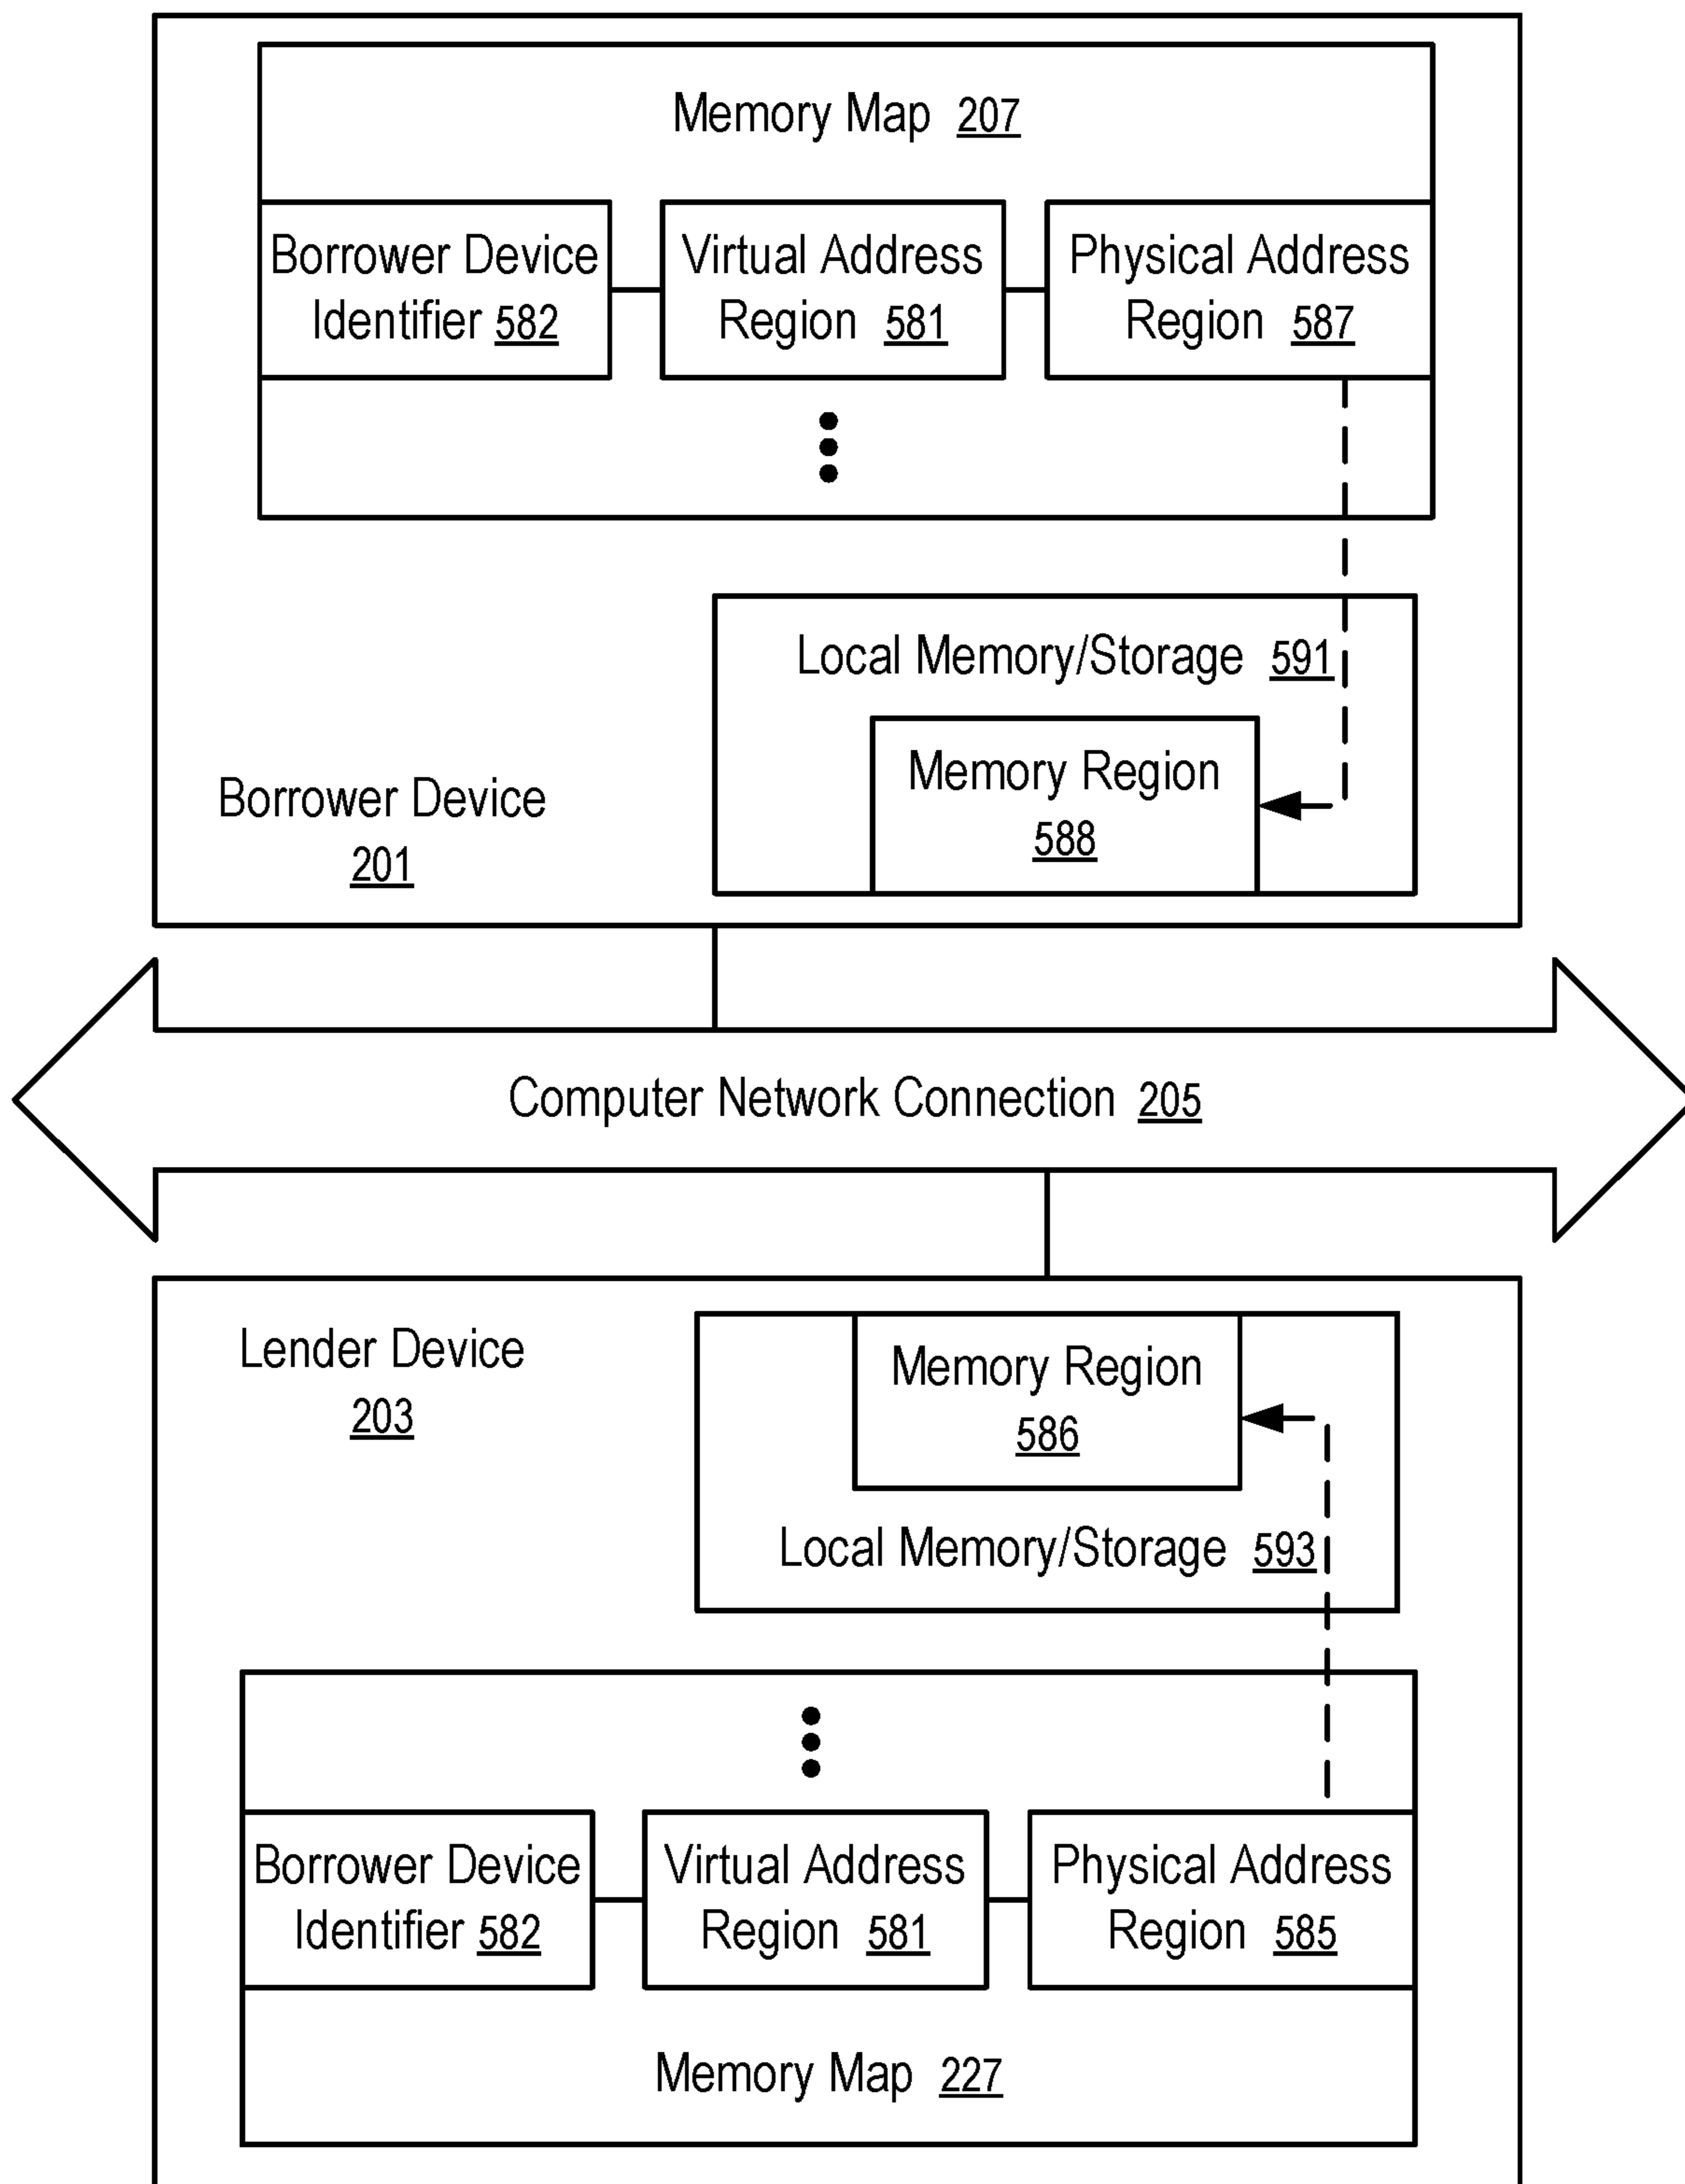 Memory Map 207
Borrower Device
Identifier 582
Virtual Address
Region 581
Physical Address
Region 587
Local Memory/Storage 591
Memory Region
588
Borrower Device
201
Computer Network Connection 205
Lender Device
203
Memory Region
586
Local Memory/Storage 593
Borrower Device
Identifier 582
Virtual Address
Region 581
Physical Address
Region 585
Memory Map 227